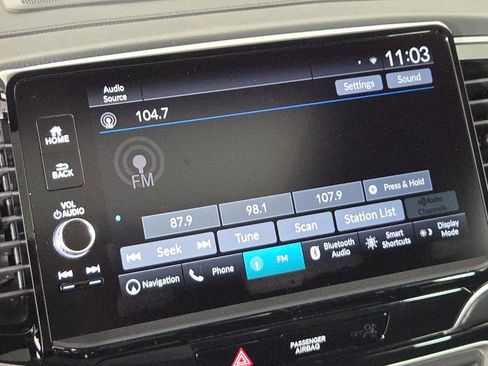 11:03
Audio
Source
Settings
Sound
104.7
HOME
BACK
FM
VOL
AUDIO
87.9
98.1
107.9
Press & Hold
Seek
Tune
Scan
Station List
HD Radio
Channels
Navigation
Phone
FM
Bluetooth
Audio
Smart
Shortcuts
Display
Mode
PASSENGER
AIRBAG